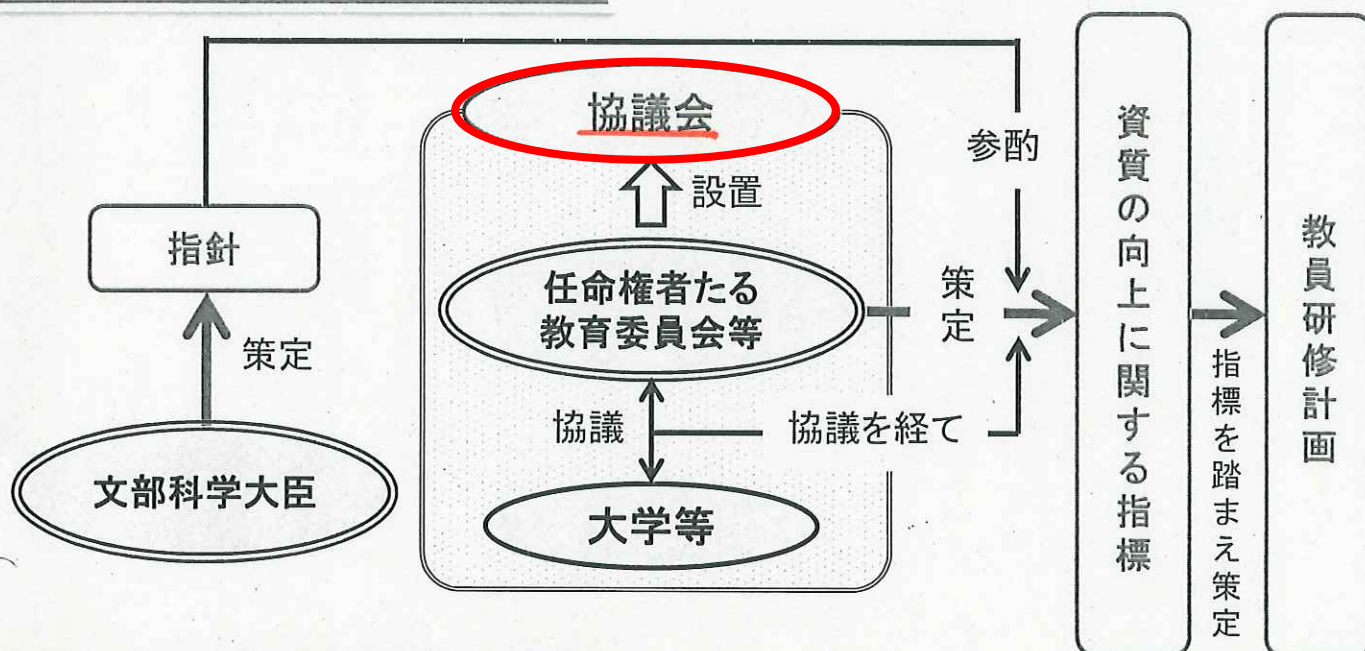 協議会
参酌
設置
指針
任命権者たる
教育委員会等
策定
策定
協議
協議を経て
文部科学大臣
大学等
資質の向上に関する指標
指標を踏まえ策定
教員研修計画